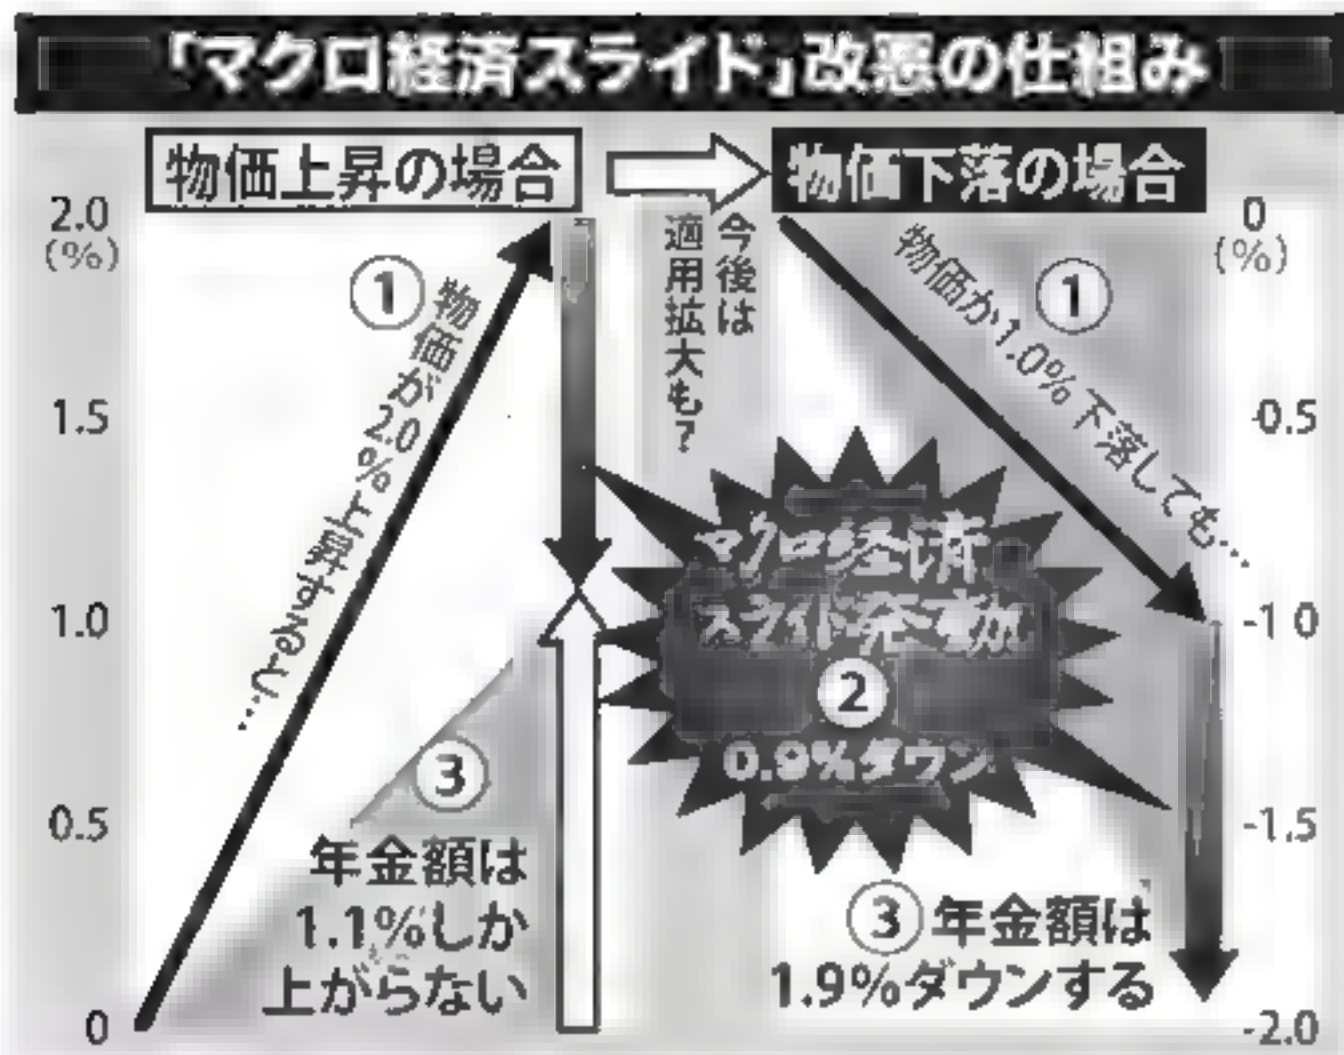 「マクロ経済スライド」改悪の仕組み
物価上昇の場合
物価下落の場合
今後は
適用拡大も?
2.0
(%)
1.5
1.0
0.5
0
①
物価が2.0%上昇すると…
③
年金額は
1.1%しか
上がらない
マクロ経済
スライド発動
②
0.9%ダウン
0
(%)
-0.5
-1.0
-1.5
-2.0
①
物価が1.0%下落しても…
③年金額は
1.9%ダウンする